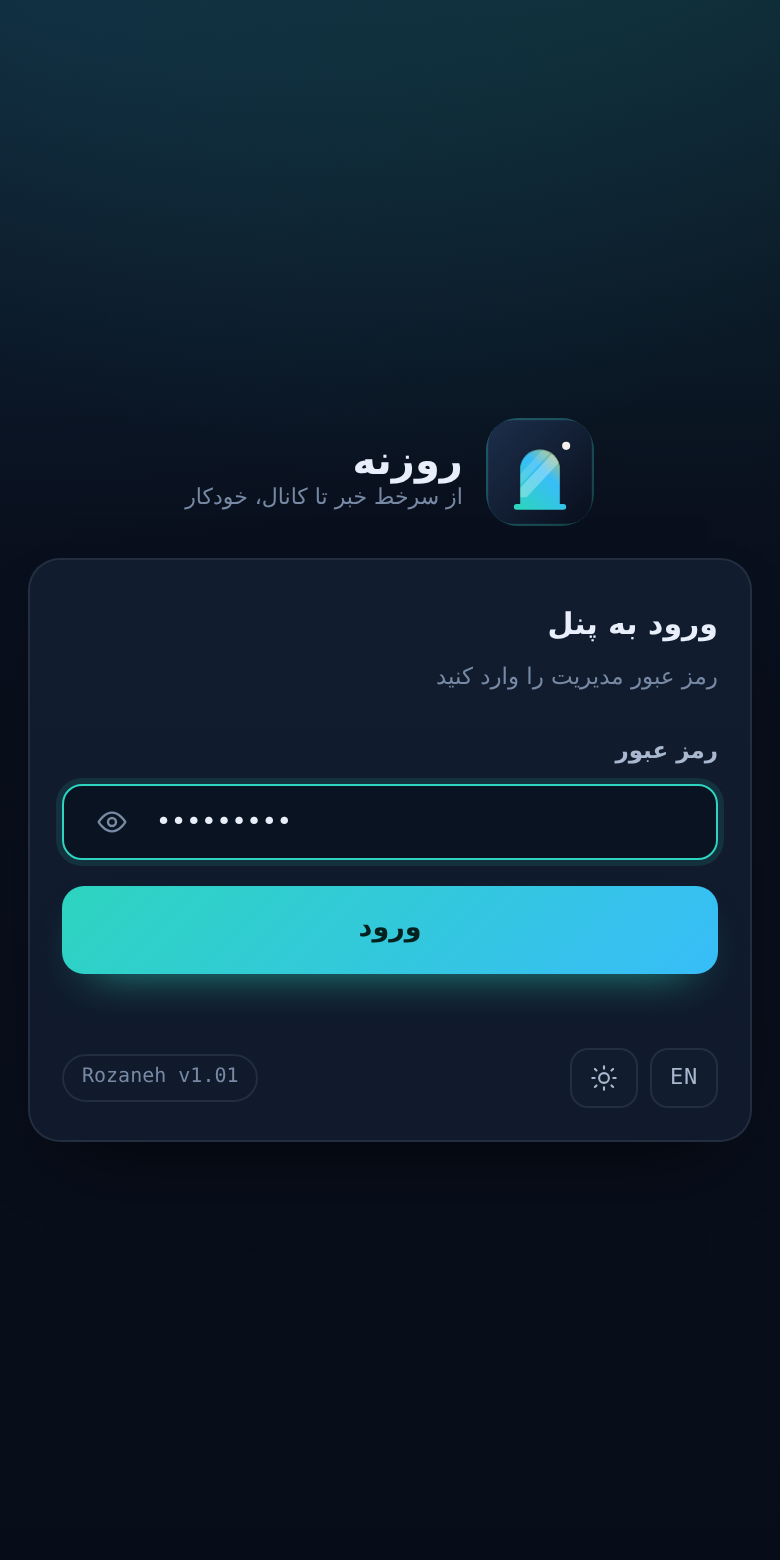 روزنه
از سرخط خبر تا کانال، خودکار
ورود به پنل
رمز عبور مدیریت را وارد کنید
رمز عبور
•••••••••
ورود
EN
Rozaneh v1.01